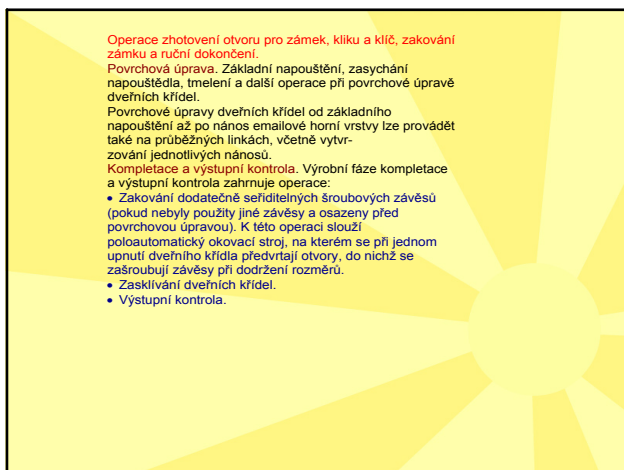 Operace zhotovení otvoru pro zámek, kliku a klíč, zakování
zámku a ruční dokončení.
Povrchová úprava. Základní napouštění, zasychání
napouštědla, tmelení a další operace při povrchové úpravě
dveřních křídel.
Povrchové úpravy dveřních křídel od základního
napouštění až po nános emailové horní vrstvy lze provádět
také na průběžných linkách, včetně vytvr-
zování jednotlivých nánosů.
Kompletace a výstupní kontrola. Výrobní fáze kompletace
a výstupní kontrola zahrnuje operace:
• Zakování dodatečně seřiditelných šroubových závěsů
(pokud nebyly použity jiné závěsy a osazeny před
povrchovou úpravou). K této operaci slouží
poloautomatický okovací stroj, na kterém se při jednom
upnutí dveřního křídla předvrtají otvory, do nichž se
zašroubují závěsy při dodržení rozměrů.
• Zasklívání dveřních křídel.
• Výstupní kontrola.